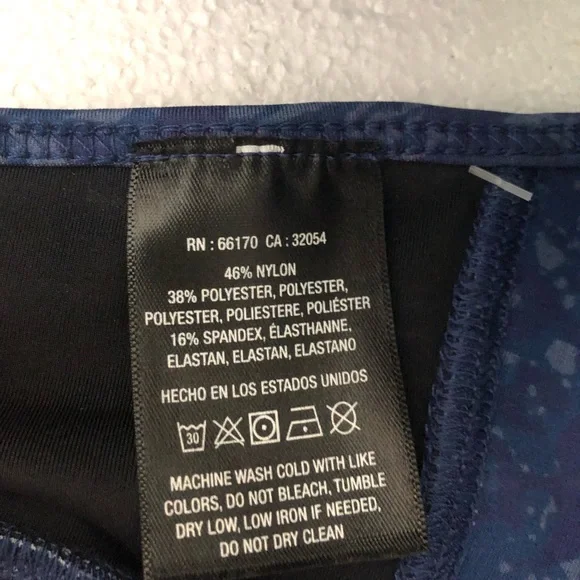 RN : 66170 CA : 32054
46% NYLON
38% POLYESTER, POLYESTER,
POLYESTER, POLIESTERE, POLIÉSTER
16% SPANDEX, ÉLASTHANNE,
ELASTAN, ELASTAN, ELASTANO
HECHO EN LOS ESTADOS UNIDOS
30
MACHINE WASH COLD WITH LIKE
COLORS, DO NOT BLEACH, TUMBLE
DRY LOW, LOW IRON IF NEEDED,
DO NOT DRY CLEAN